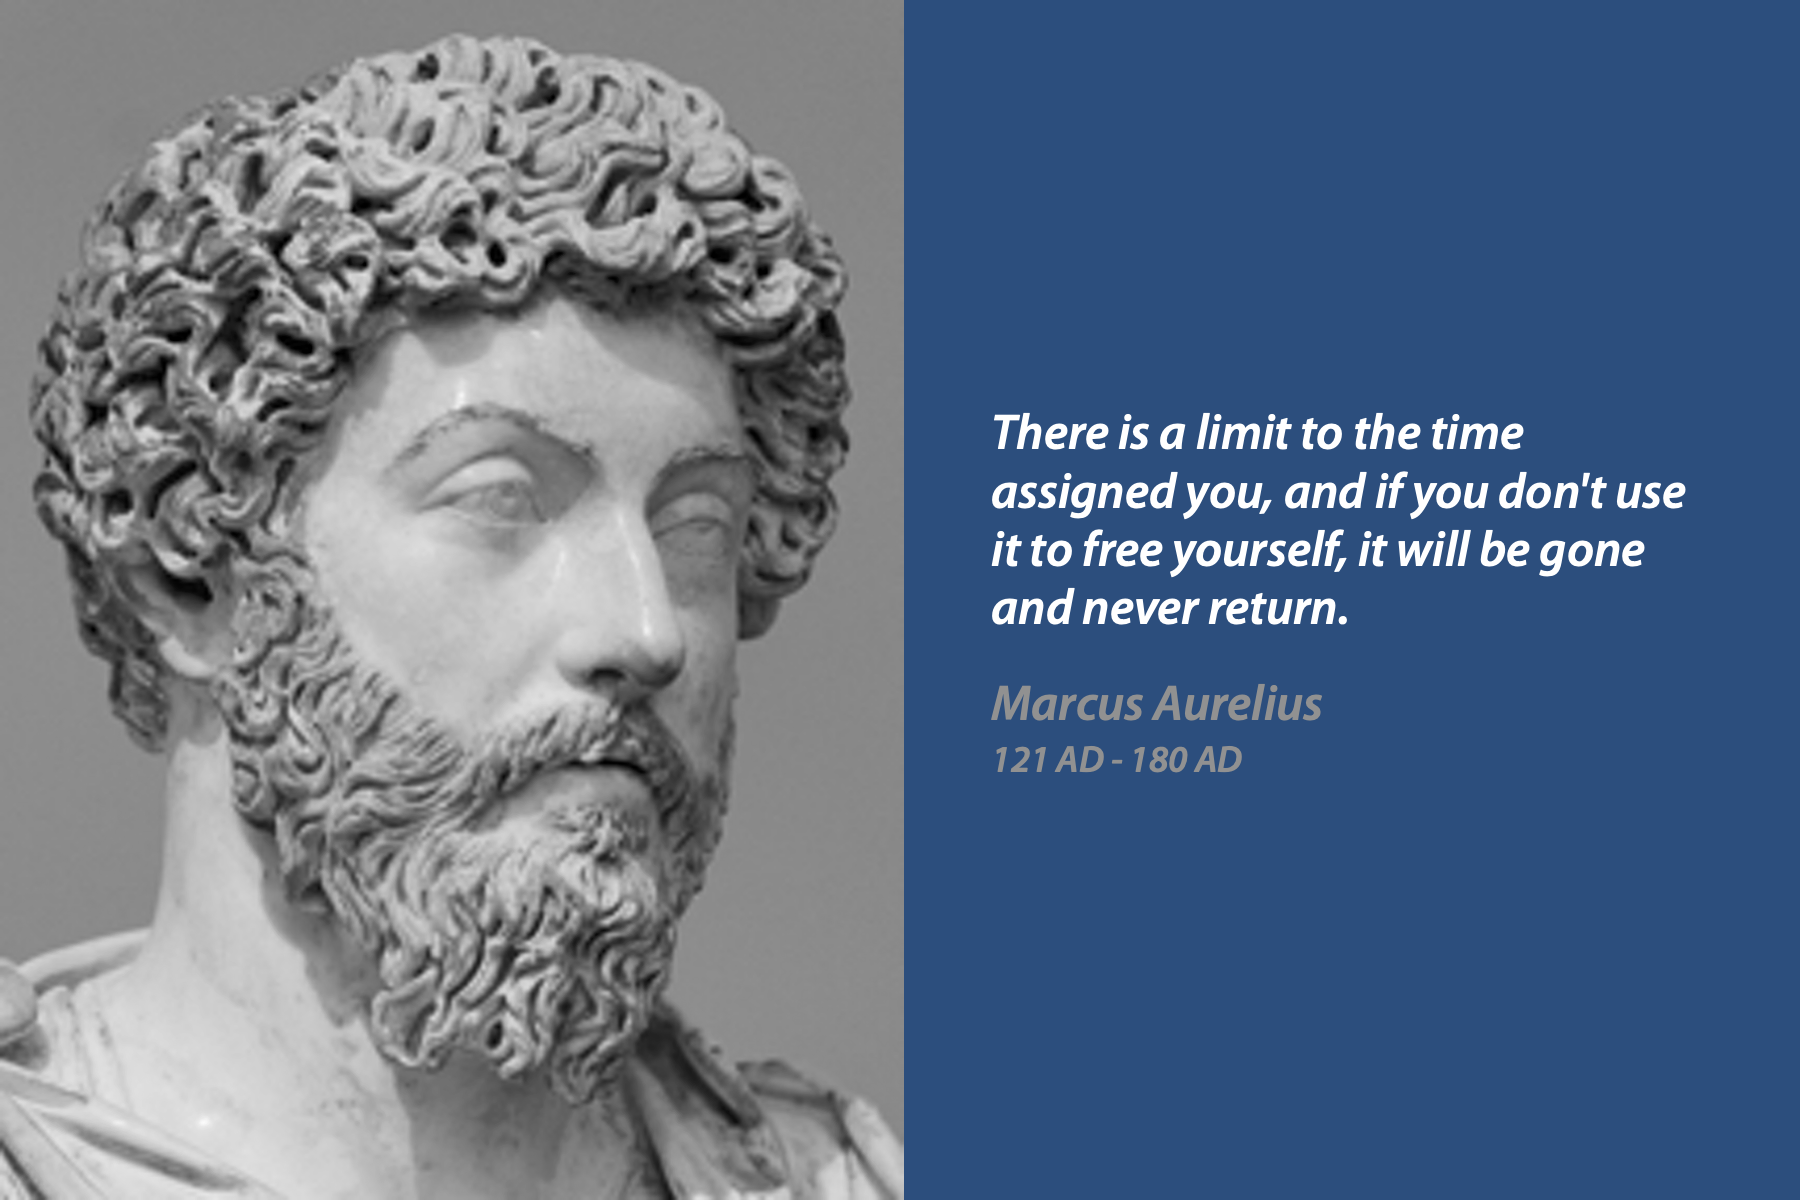 There is a limit to the time
assigned you, and if you don't use
it to free yourself, it will be gone
and never return.
Marcus Aurelius
121 AD - 180 AD